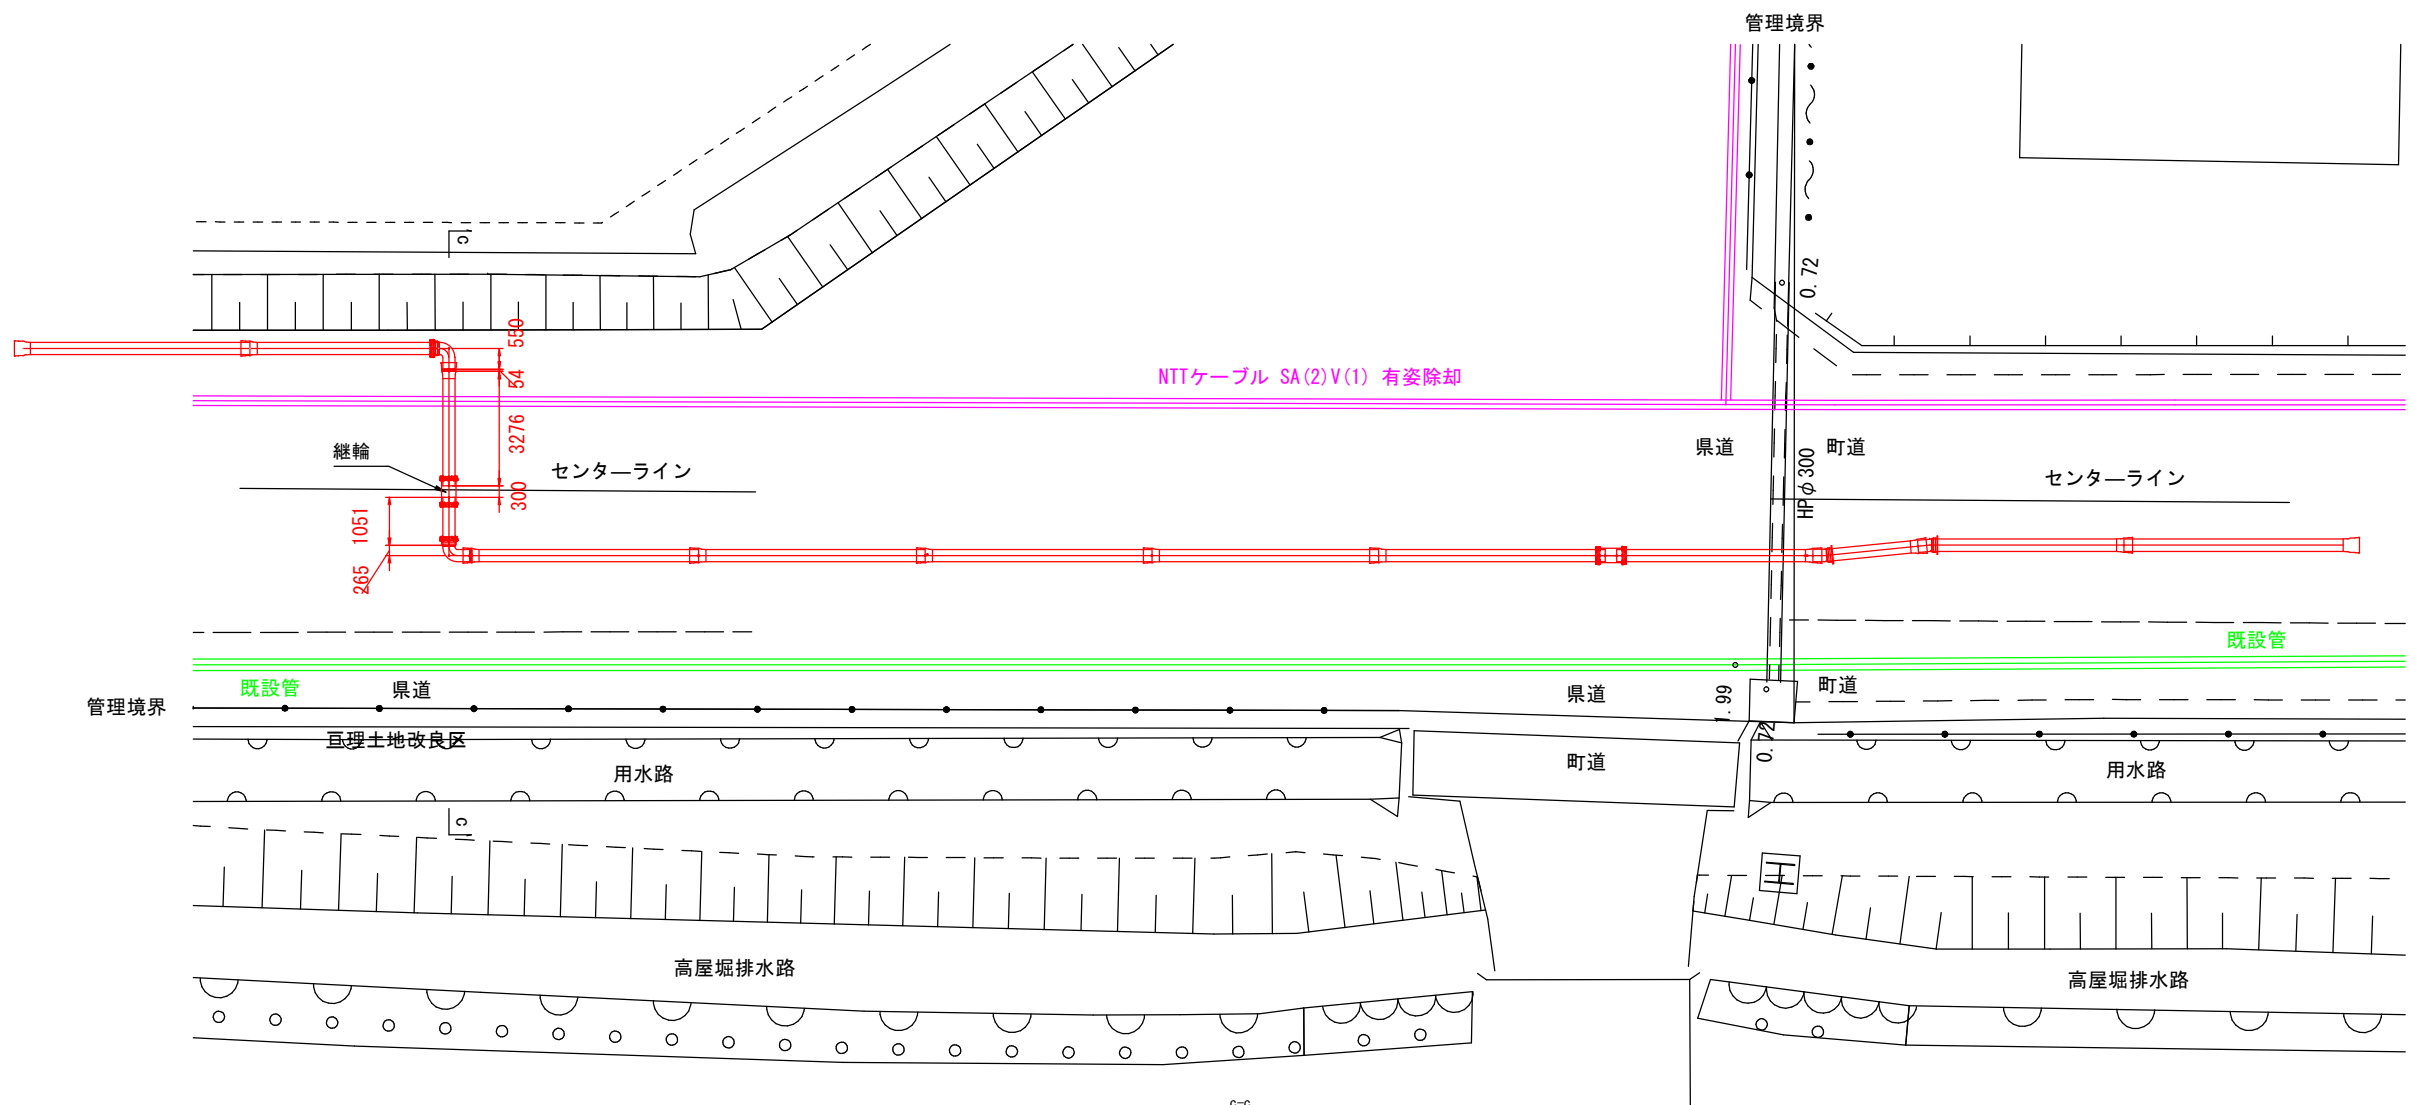 管理境界
c
0.72
550
54
NTTケーブル SA(2)V(1) 有姿除却
3276
継輪
センターライン
県道
町道
センターライン
HPφ300
300
1051
265
既設管
既設管
県道
県道
町道
管理境界
1.99
0.72
亘理土地改良区
用水路
町道
用水路
c
H
高屋堀排水路
高屋堀排水路
c-c